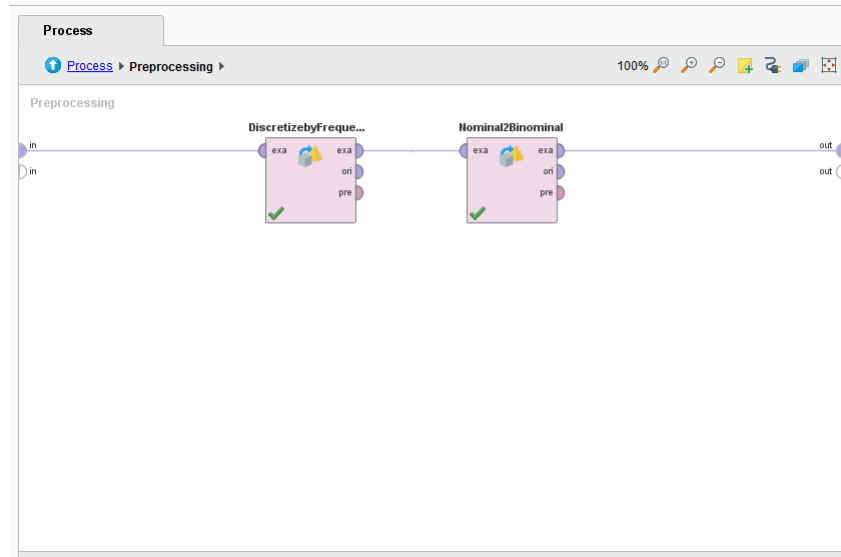 Process
Process ▸ Preprocessing ▸
100%
Preprocessing
DiscretizebyFreque...
Nominal2Binominal
in
exa
exa
exa
exa
out
in
ori
ori
out
pre
pre